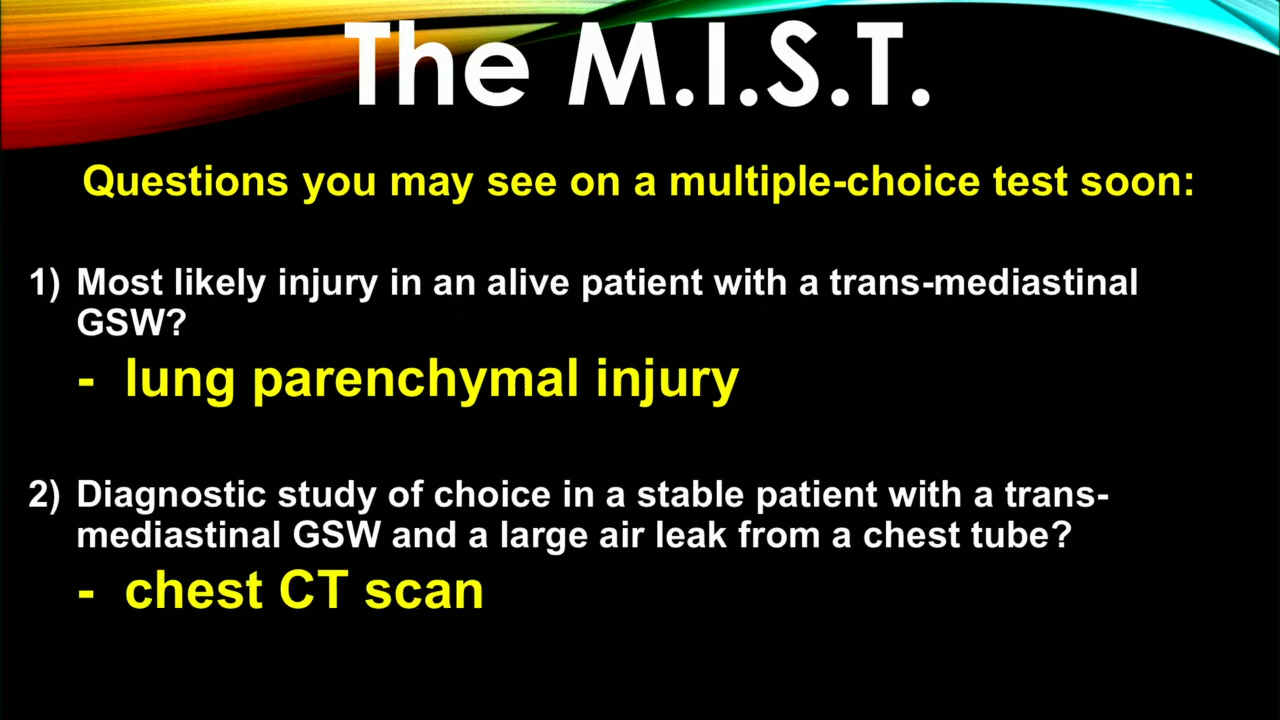 The M.I.S.T.
Questions you may see on a multiple-choice test soon:
1) Most likely injury in an alive patient with a trans-mediastinal
GSW?
- lung parenchymal injury
2) Diagnostic study of choice in a stable patient with a trans-
mediastinal GSW and a large air leak from a chest tube?
- chest CT scan